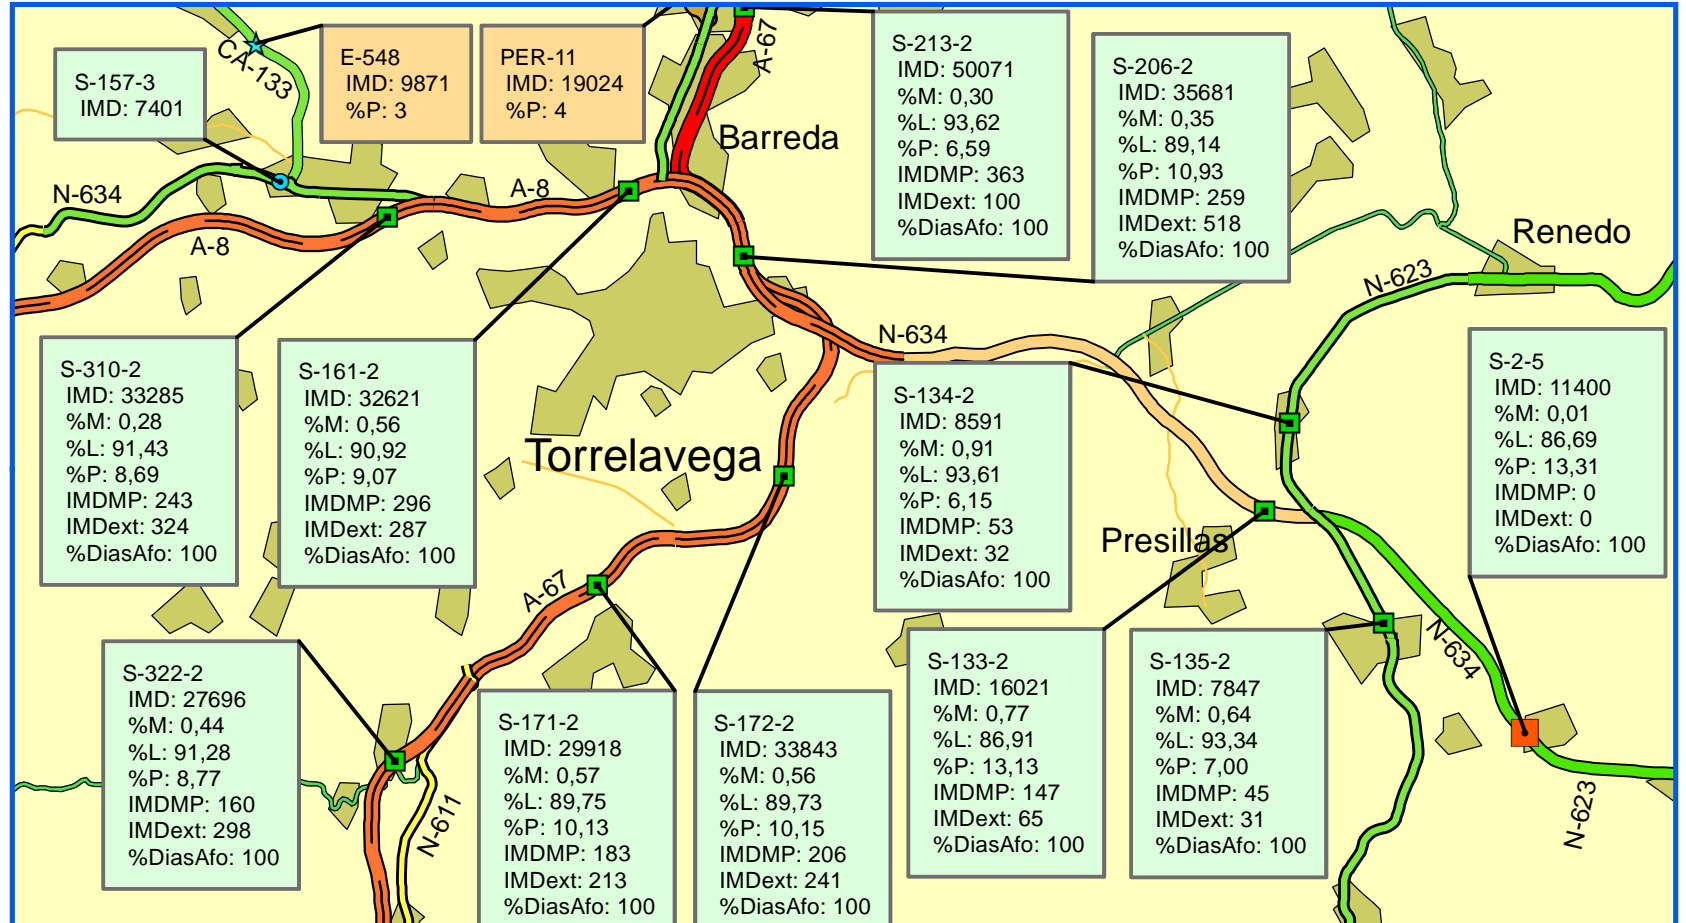 S-157-3
IMD: 7401
CA-133
E-548
IMD: 9871
%P: 3
PER-11
IMD: 19024
%P: 4
A-67
S-213-2
IMD: 50071
%M: 0,30
%L: 93,62
%P: 6,59
IMDMP: 363
IMDext: 100
%DiasAfo: 100
S-206-2
IMD: 35681
%M: 0,35
%L: 89,14
%P: 10,93
IMDMP: 259
IMDext: 518
%DiasAfo: 100
Barreda
N-634
A-8
A-8
Renedo
N-623
N-634
S-310-2
IMD: 33285
%M: 0,28
%L: 91,43
%P: 8,69
IMDMP: 243
IMDext: 324
%DiasAfo: 100
S-161-2
IMD: 32621
%M: 0,56
%L: 90,92
%P: 9,07
IMDMP: 296
IMDext: 287
%DiasAfo: 100
S-134-2
IMD: 8591
%M: 0,91
%L: 93,61
%P: 6,15
IMDMP: 53
IMDext: 32
%DiasAfo: 100
S-2-5
IMD: 11400
%M: 0,01
%L: 86,69
%P: 13,31
IMDMP: 0
IMDext: 0
%DiasAfo: 100
Torrelavega
Presillas
A-67
N-634
S-322-2
IMD: 27696
%M: 0,44
%L: 91,28
%P: 8,77
IMDMP: 160
IMDext: 298
%DiasAfo: 100
N-611
S-171-2
IMD: 29918
%M: 0,57
%L: 89,75
%P: 10,13
IMDMP: 183
IMDext: 213
%DiasAfo: 100
S-172-2
IMD: 33843
%M: 0,56
%L: 89,73
%P: 10,15
IMDMP: 206
IMDext: 241
%DiasAfo: 100
S-133-2
IMD: 16021
%M: 0,77
%L: 86,91
%P: 13,13
IMDMP: 147
IMDext: 65
%DiasAfo: 100
S-135-2
IMD: 7847
%M: 0,64
%L: 93,34
%P: 7,00
IMDMP: 45
IMDext: 31
%DiasAfo: 100
N-623